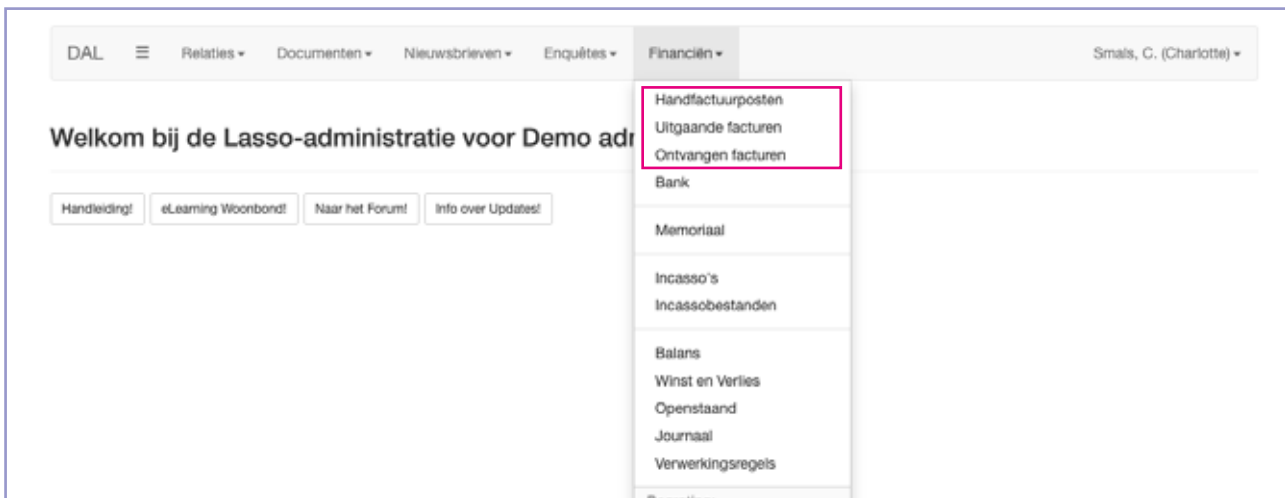 DAL ☰ Relaties Documenten Nieuwsbrieven Enquêtes Financiën Smals, C. (Charlotte)
Welkom bij de Lasso-administratie voor Demo
Handleiding! eLearning Woonbond! Naar het Forum! Info over Updates!
Handfactuurposten
Uitgaande facturen
Ontvangen facturen
Bank
Memoriaal
Incasso's
Incassobestanden
Balans
Winst en Verlies
Openstaand
Journaal
Verwerkingsregels